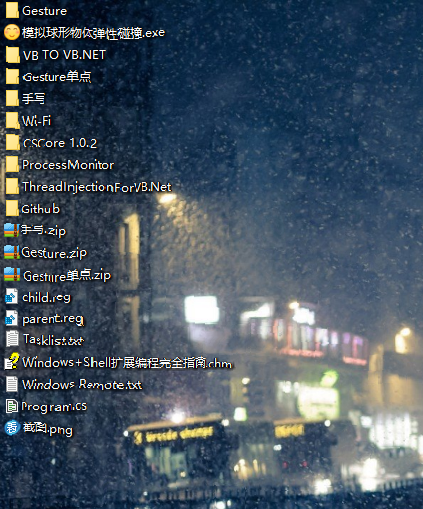 Gesture
模拟球形物体弹性碰撞.exe
VB TO VB.NET
Gesture单点
手写
Wi-Fi
CSCore 1.0.2
ProcessMonitor
ThreadInjectionForVB.Net
Github
手写.zip
Gesture.zip
Gesture单点.zip
child.reg
parent.reg
Tasklist.txt
Windows+Shell扩展编程完全指南.chm
Windows Remote.txt
Program.cs
截图.png